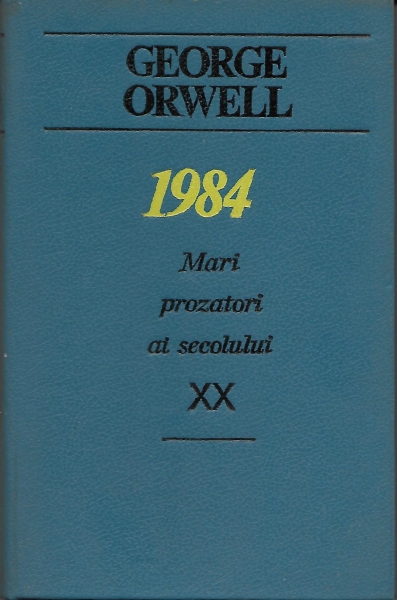 GEORGE
ORWELL
1984
Mari
prozatori
ai secolului
XX